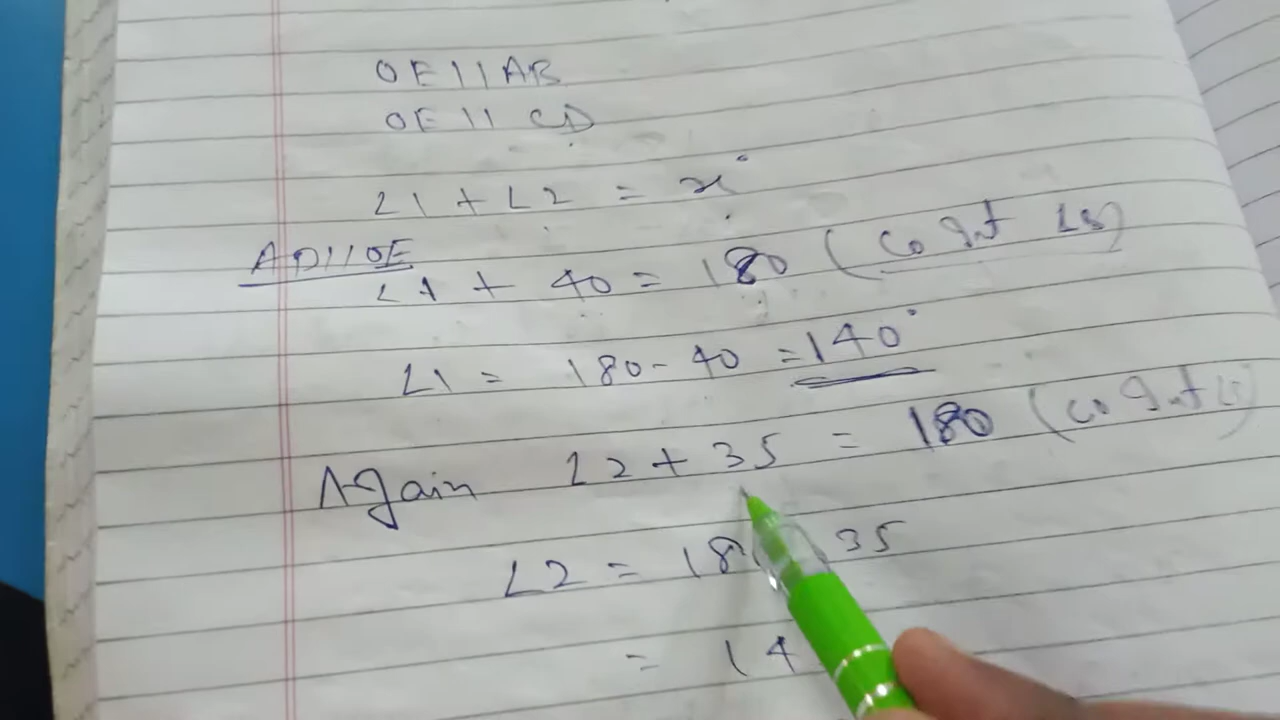 OE || AB
OE || CD
∠1 + ∠2 = x°
AD || OE
∠1 + 40 = 180 (Co Int ∠s)
∠1 = 180 - 40 = 140°
Again ∠2 + 35 = 180 (Co Int ∠s)
∠2 = 18 35
= 14